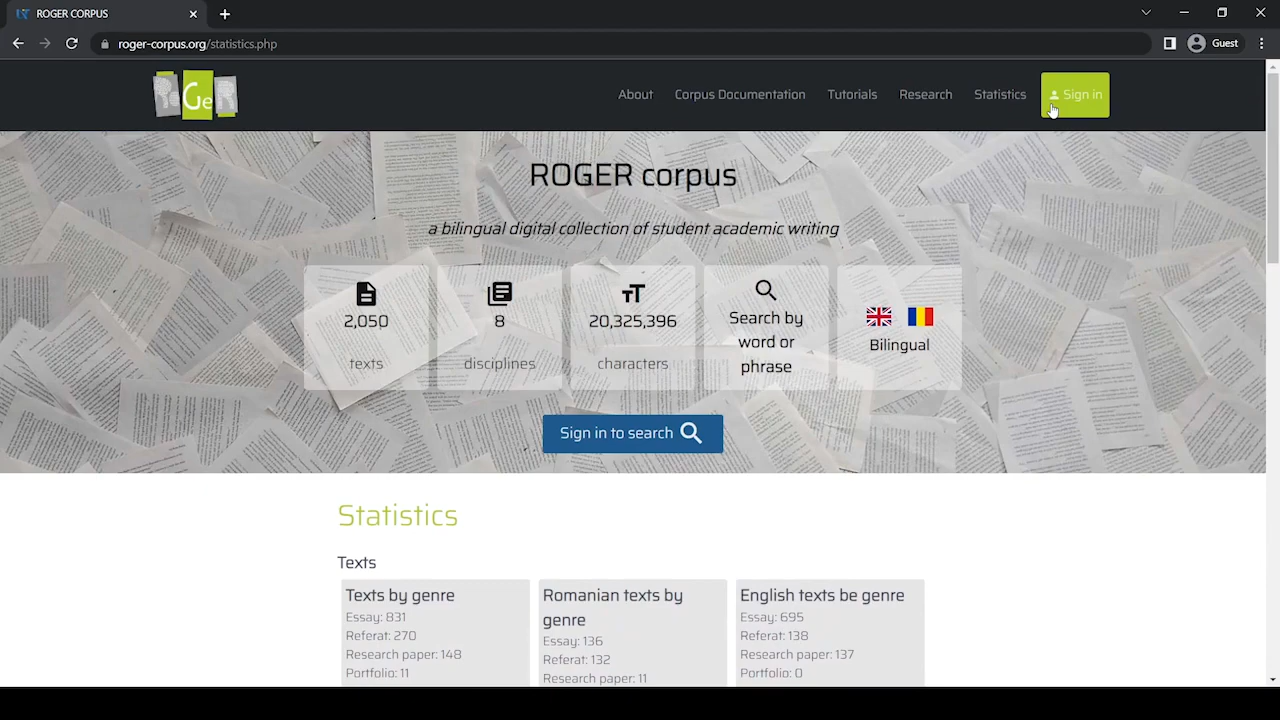 ROGER CORPUS
roger-corpus.org/statistics.php
Guest
RoGeR
About
Corpus Documentation
Tutorials
Research
Statistics
Sign in
ROGER corpus
a bilingual digital collection of student academic writing
2,050
texts
8
disciplines
20,325,396
characters
Search by
word or
phrase
Bilingual
Sign in to search
Statistics
Texts
Texts by genre
Essay: 831
Referat: 270
Research paper: 148
Portfolio: 11
Romanian texts by
genre
Essay: 136
Referat: 132
Research paper: 11
English texts be genre
Essay: 695
Referat: 138
Research paper: 137
Portfolio: 0